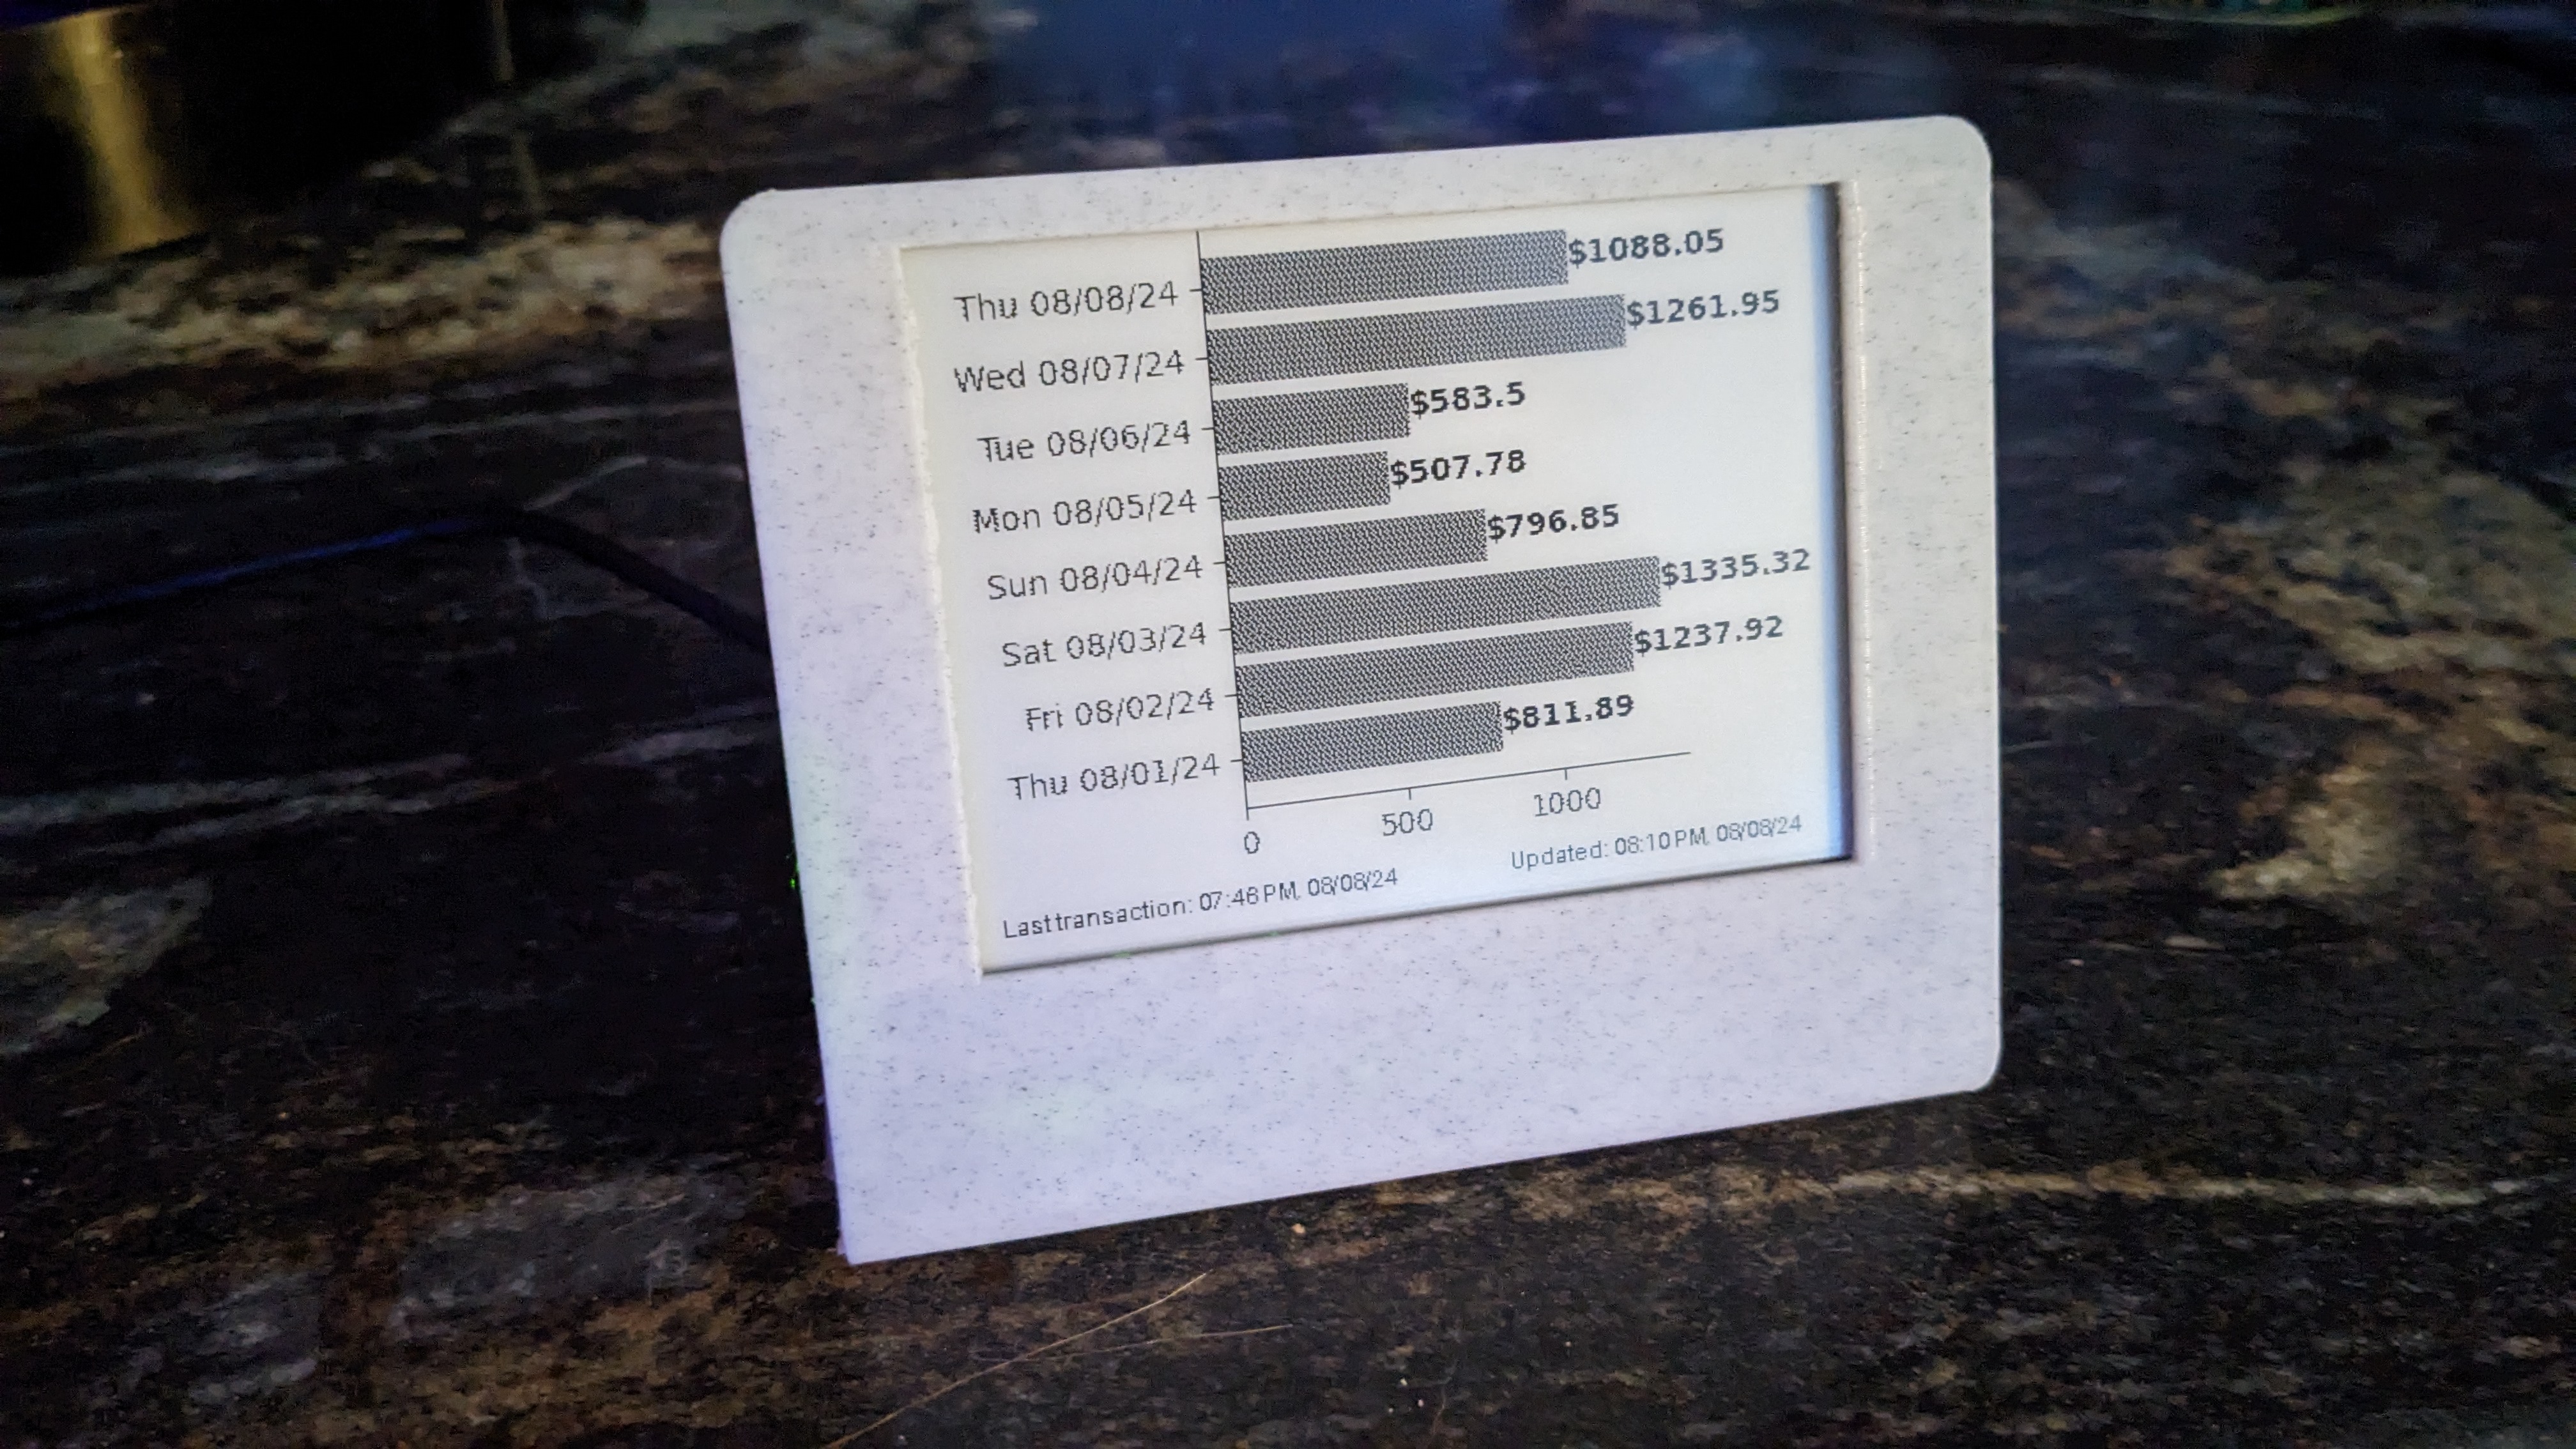 Thu 08/08/24 $1088.05
Wed 08/07/24 $1261.95
Tue 08/06/24 $583.5
Mon 08/05/24 $507.78
Sun 08/04/24 $796.85
Sat 08/03/24 $1335.32
Fri 08/02/24 $1237.92
Thu 08/01/24 $811.89
0 500 1000
Last transaction: 07:46 PM, 08/08/24 Updated: 08:10 PM, 08/08/24